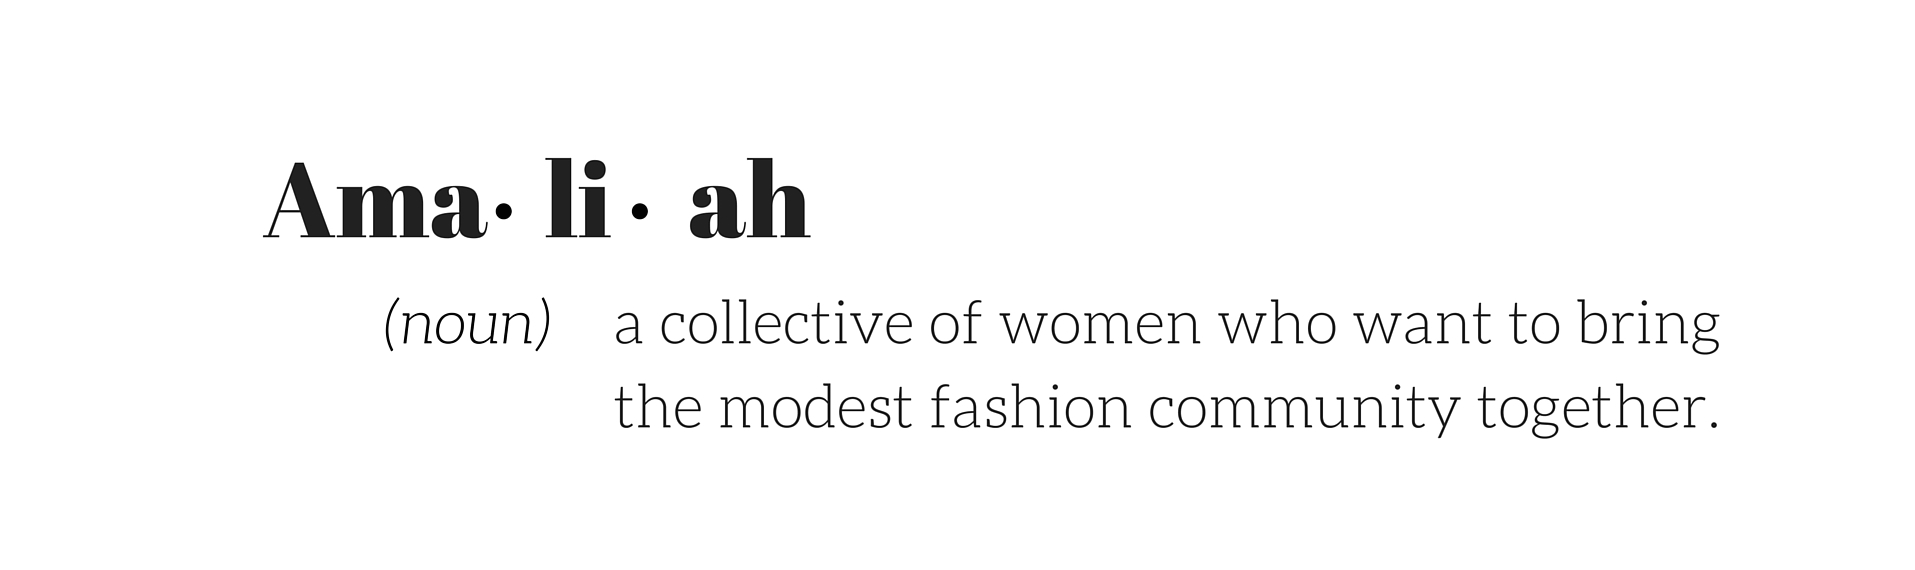 Ama· li · ah
(noun) a collective of women who want to bring
the modest fashion community together.